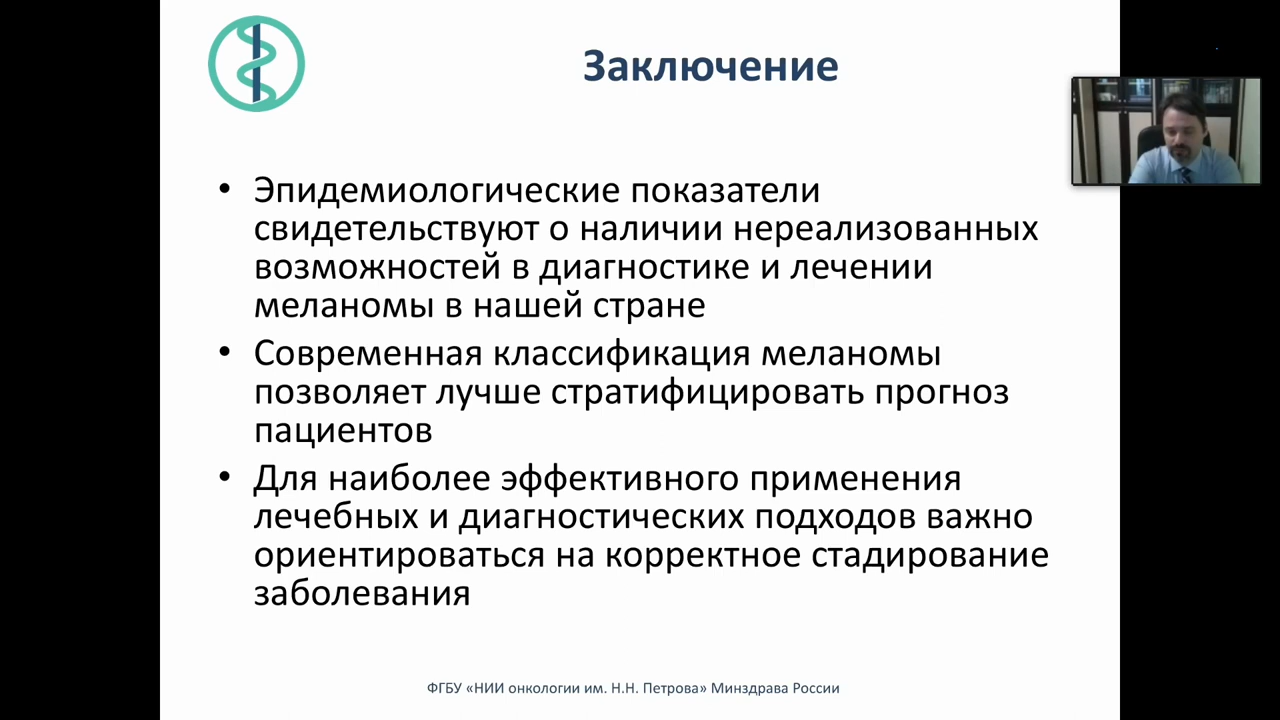 Заключение
• Эпидемиологические показатели
свидетельствуют о наличии нереализованных
возможностей в диагностике и лечении
меланомы в нашей стране
• Современная классификация меланомы
позволяет лучше стратифицировать прогноз
пациентов
• Для наиболее эффективного применения
лечебных и диагностических подходов важно
ориентироваться на корректное стадирование
заболевания
ФГБУ «НИИ онкологии им. Н.Н. Петрова» Минздрава России